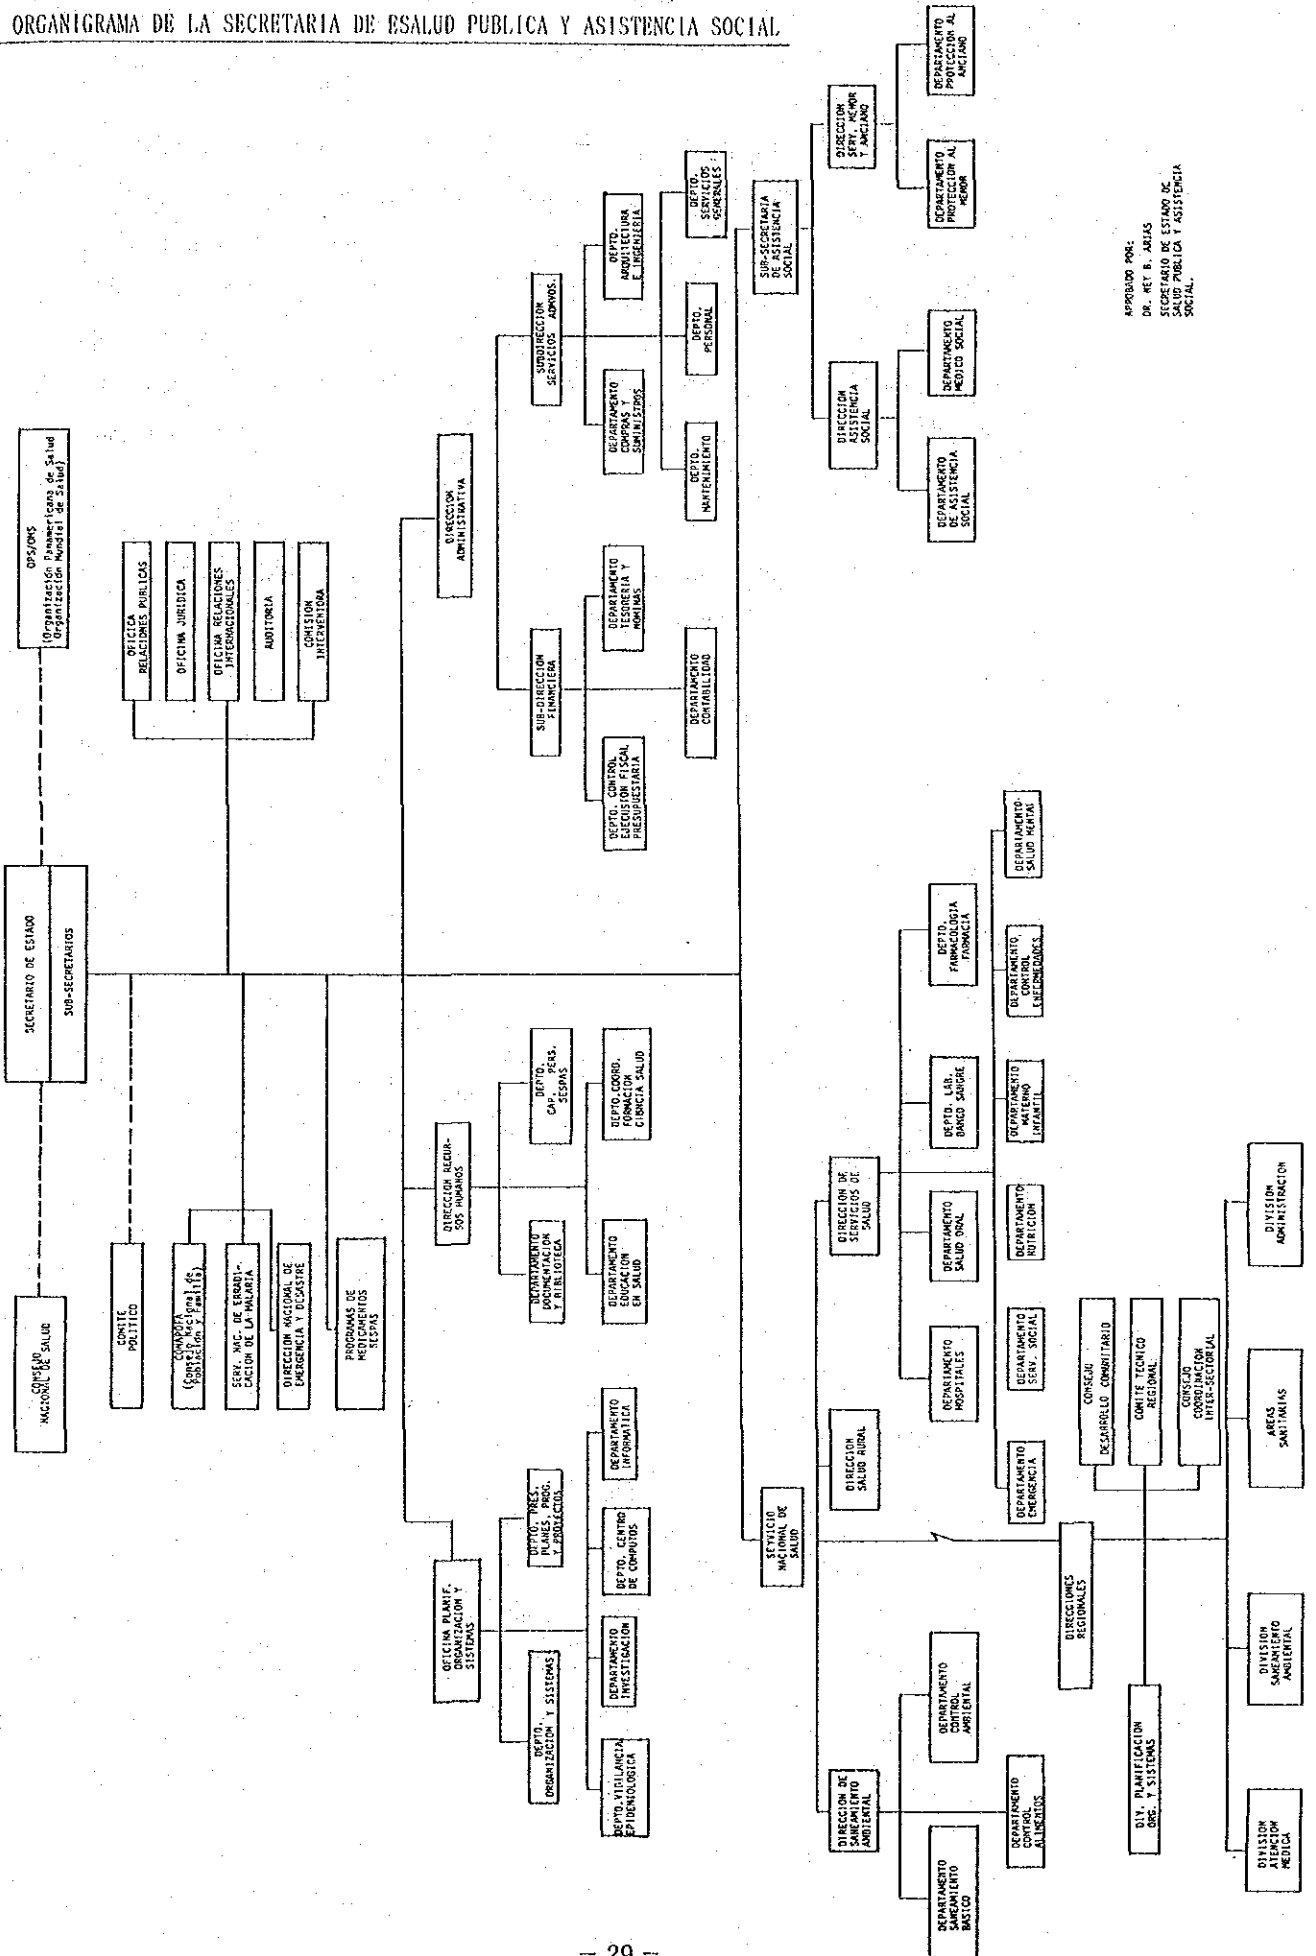 ORGANIGRAMA DE LA SECRETARIA DE ESALUD PUBLICA Y ASISTENCIA SOCIAL
SECRETARIO DE ESTADO
SUB-SECRETARIOS
CONSEJO
NACIONAL DE SALUD
OPS/OMS
(Organización Panamericana de Salud
Organización Mundial de Salud)
COMITE
POLITICO
CONAPOFA
(Consejo Nacional de
Población y Familia)
SERV. NAC. DE ERRADI-
CACION DE LA MALARIA
DIRECCION NACIONAL DE
EMERGENCIA Y DESASTRE
PROGRAMAS DE
MEDICAMENTOS
SESPAS
OFICICA
RELACIONES PUBLICAS
OFICINA JURIDICA
OFICINA RELACIONES
INTERNACIONALES
AUDITORIA
COMISION
INTERVENTORA
OFICINA PLANIF.
ORGANIZACION Y
SISTEMAS
DEPTO.
ORGANIZACION Y SISTEMAS
DEPTO. PRES.
PLANES, PROG.
Y PROYECTOS
DEPTO. VIGILANCIA
EPIDEMIOLOGICA
DEPARTAMENTO
INVESTIGACION
DEPTO. CENTRO
DE COMPUTOS
DEPARTAMENTO
INFORMATICA
DIRECCION RECUR-
SOS HUMANOS
DEPARTAMENTO
DOCUMENTACION
Y BIBLIOTECA
DEPTO.
CAP. PERS.
SESPAS
DEPARTAMENTO
EDUCACION
EN SALUD
DEPTO. COORD.
FORMACION
CIENCIA SALUD
DIRECCION
ADMINISTRATIVA
SUB-DIRECCION
FINANCIERA
DEPTO. CONTROL
EJECUSION FISCAL
PRESUPUESTARIA
DEPARTAMENTO
TESORERIA Y
NOMINAS
DEPARTAMENTO
CONTABILIDAD
SUBDIRECCION
SERVICIOS ADMVOS.
DEPARTAMENTO
COMPRAS Y
SUMINISTROS
DEPTO.
ARQUITECTURA
E INGENIERIA
DEPTO.
MANTENIMIENTO
DEPTO.
PERSONAL
DEPTO.
SERVICIOS
GENERALES
SEYVICIO
NACIONAL DE
SALUD
SUB-SECRETARIA
DE ASISTENCIA
SOCIAL
DIRECCION DE
SANEAMIENTO
AMBIENTAL
DIRECCION
SALUD RURAL
DIRECCION DE
SERVICIOS DE
SALUD
DIRECCION
ASISTENCIA
SOCIAL
DIRECCION
SERV. MENOR
Y ANCIANO
DEPARTAMENTO
SANEAMIENTO
BASICO
DEPARTAMENTO
CONTROL
AMBIENTAL
DEPARTAMENTO
CONTROL
ALIMENTOS
DEPARTAMENTO
HOSPITALES
DEPARTAMENTO
SALUD ORAL
DEPTO. LAB.
BANCO SANGRE
DEPTO.
FARMACOLOGIA
FARMACIA
DEPARTAMENTO
EMERGENCIA
DEPARTAMENTO
SERV. SOCIAL
DEPARTAMENTO
NUTRICION
DEPARTAMENTO
MATERNO
INFANTIL
DEPARTAMENTO
CONTROL
ENFERMEDADES
DEPARTAMENTO
SALUD MENTAL
DEPARTAMENTO
DE ASISTENCIA
SOCIAL
DEPARTAMENTO
MEDICO SOCIAL
DEPARTAMENTO
PROTECCION AL
MENOR
DEPARTAMENTO
PROTECCION AL
ANCIANO
DIRECCIONES
REGIONALES
CONSEJO
DESARROLLO COMUNITARIO
COMITE TECNICO
REGIONAL
CONSEJO
COORDINACION
INTER-SECTORIAL
DIV. PLANIFICACION
ORG. Y SISTEMAS
DIVISION
ATENCION
MEDICA
DIVISION
SANEAMIENTO
AMBIENTAL
AREAS
SANITARIAS
DIVISION
ADMINISTRACION
APROBADO POR:
DR. NEY B. ARIAS
SECRETARIO DE ESTADO DE
SALUD PUBLICA Y ASISTENCIA
SOCIAL.
- 29 -